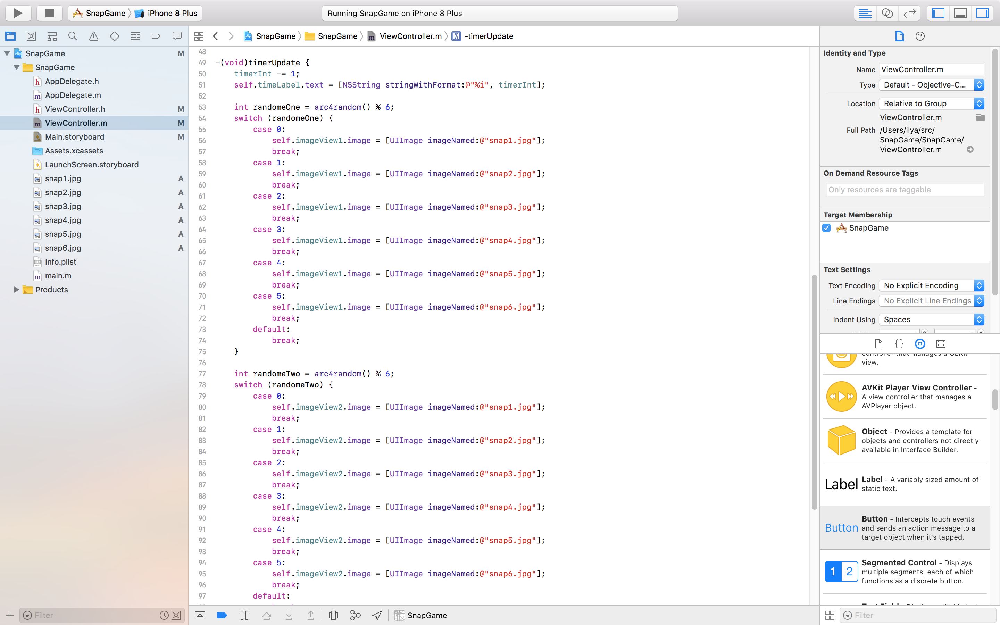 SnapGame iPhone 8 Plus
Running SnapGame on iPhone 8 Plus
SnapGame SnapGame ViewController.m M -timerUpdate
SnapGame M
SnapGame
h AppDelegate.h
m AppDelegate.m
h ViewController.h M
m ViewController.m M
Main.storyboard M
Assets.xcassets
LaunchScreen.storyboard
snap1.jpg A
snap2.jpg A
snap3.jpg A
snap4.jpg A
snap5.jpg A
snap6.jpg A
Info.plist
m main.m
Products
Filter
48
49 -(void)timerUpdate {
50 timerInt -= 1;
51 self.timeLabel.text = [NSString stringWithFormat:@"%i", timerInt];
52
53 int randomeOne = arc4random() % 6;
54 switch (randomeOne) {
55 case 0:
56 self.imageView1.image = [UIImage imageNamed:@"snap1.jpg"];
57 break;
58 case 1:
59 self.imageView1.image = [UIImage imageNamed:@"snap2.jpg"];
60 break;
61 case 2:
62 self.imageView1.image = [UIImage imageNamed:@"snap3.jpg"];
63 break;
64 case 3:
65 self.imageView1.image = [UIImage imageNamed:@"snap4.jpg"];
66 break;
67 case 4:
68 self.imageView1.image = [UIImage imageNamed:@"snap5.jpg"];
69 break;
70 case 5:
71 self.imageView1.image = [UIImage imageNamed:@"snap6.jpg"];
72 break;
73 default:
74 break;
75 }
76
77 int randomeTwo = arc4random() % 6;
78 switch (randomeTwo) {
79 case 0:
80 self.imageView2.image = [UIImage imageNamed:@"snap1.jpg"];
81 break;
82 case 1:
83 self.imageView2.image = [UIImage imageNamed:@"snap2.jpg"];
84 break;
85 case 2:
86 self.imageView2.image = [UIImage imageNamed:@"snap3.jpg"];
87 break;
88 case 3:
89 self.imageView2.image = [UIImage imageNamed:@"snap4.jpg"];
90 break;
91 case 4:
92 self.imageView2.image = [UIImage imageNamed:@"snap5.jpg"];
93 break;
94 case 5:
95 self.imageView2.image = [UIImage imageNamed:@"snap6.jpg"];
96 break;
97 default:
SnapGame
Identity and Type
Name ViewController.m
Type Default - Objective-C...
Location Relative to Group
ViewController.m
Full Path /Users/ilya/src/
SnapGame/SnapGame/
ViewController.m
On Demand Resource Tags
Only resources are taggable
Target Membership
SnapGame
Text Settings
Text Encoding No Explicit Encoding
Line Endings No Explicit Line Endings
Indent Using Spaces
view.
AVKit Player View Controller -
A view controller that manages a
AVPlayer object.
Object - Provides a template for
objects and controllers not directly
available in Interface Builder.
Label Label - A variably sized amount of
static text.
Button Button - Intercepts touch events
and sends an action message to a
target object when it's tapped.
1 2 Segmented Control - Displays
multiple segments, each of which
functions as a discrete button.
Filter